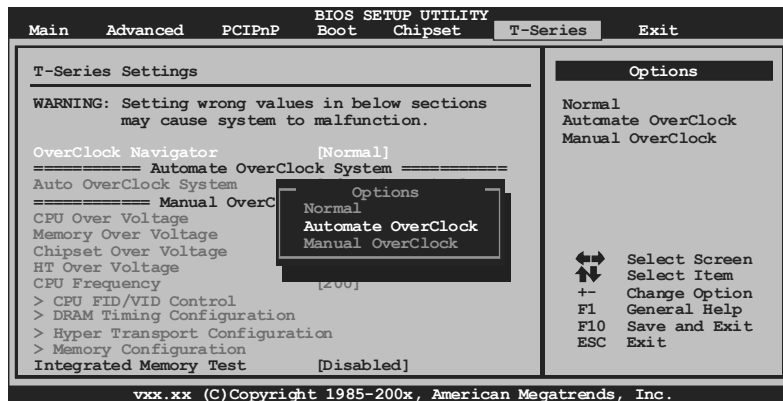 BIOS SETUP UTILITY
Main Advanced PCIPnP Boot Chipset T-Series Exit
T-Series Settings
WARNING: Setting wrong values in below sections
may cause system to malfunction.
OverClock Navigator [Normal]
=========== Automate OverClock System ===========
Auto OverClock System
============ Manual OverC
CPU Over Voltage
Memory Over Voltage
Chipset Over Voltage
HT Over Voltage
CPU Frequency [200]
> CPU FID/VID Control
> DRAM Timing Configuration
> Hyper Transport Configuration
> Memory Configuration
Integrated Memory Test [Disabled]
Options
Normal
Automate OverClock
Manual OverClock
Options
Normal
Automate OverClock
Manual OverClock
Select Screen
Select Item
+- Change Option
F1 General Help
F10 Save and Exit
ESC Exit
vxx.xx (C)Copyright 1985-200x, American Megatrends, Inc.